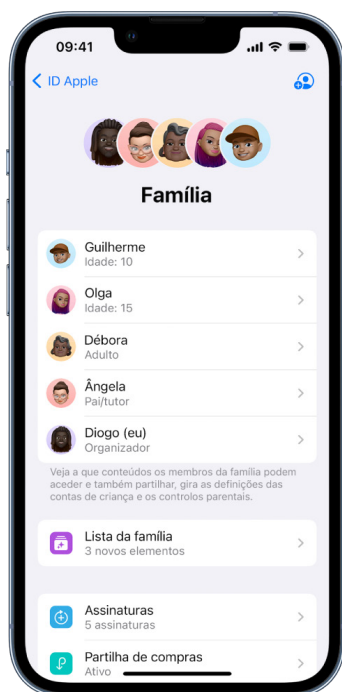 09:41
ID Apple
Família
Guilherme
Idade: 10
Olga
Idade: 15
Débora
Adulto
Ângela
Pai/tutor
Diogo (eu)
Organizador
Veja a que conteúdos os membros da família podem
aceder e também partilhar, gira as definições das
contas de criança e os controlos parentais.
Lista da família
3 novos elementos
Assinaturas
5 assinaturas
Partilha de compras
Ativo